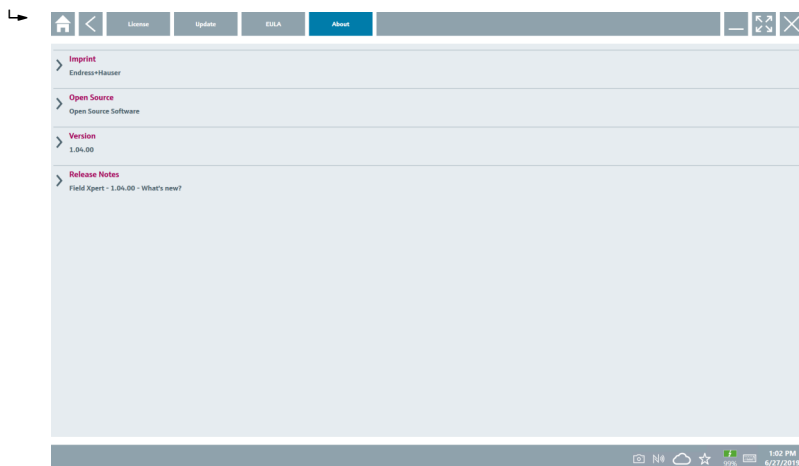 License Update EULA About
Imprint
Endress+Hauser
Open Source
Open Source Software
Version
1.04.00
Release Notes
Field Xpert - 1.04.00 - What's new?
99%
1:02 PM
6/27/2019